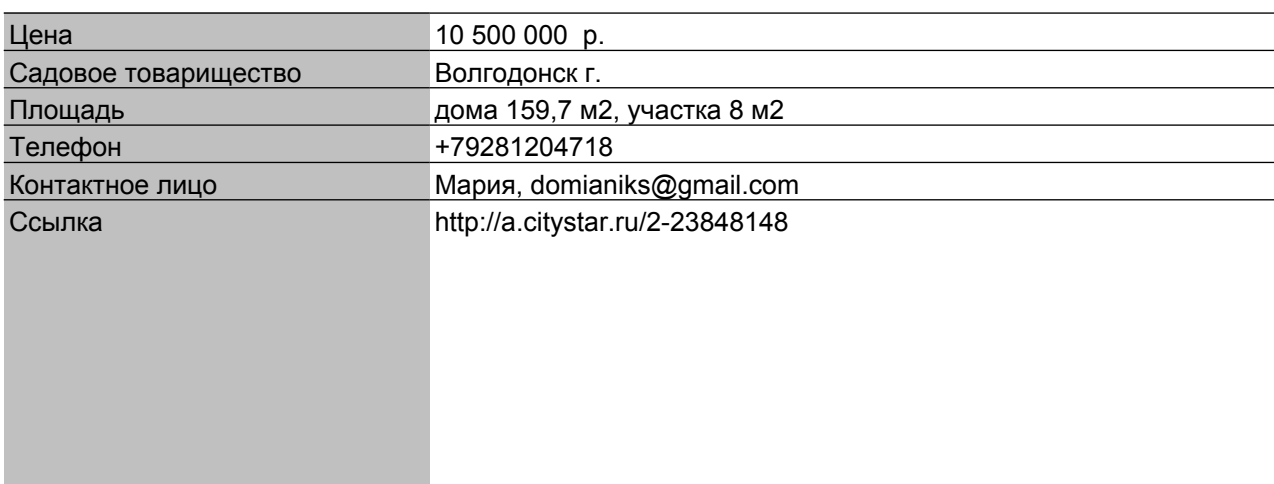 Цена 10 500 000 р.
Садовое товарищество Волгодонск г.
Площадь дома 159,7 м2, участка 8 м2
Телефон +79281204718
Контактное лицо Мария, domianiks@gmail.com
Ссылка http://a.citystar.ru/2-23848148